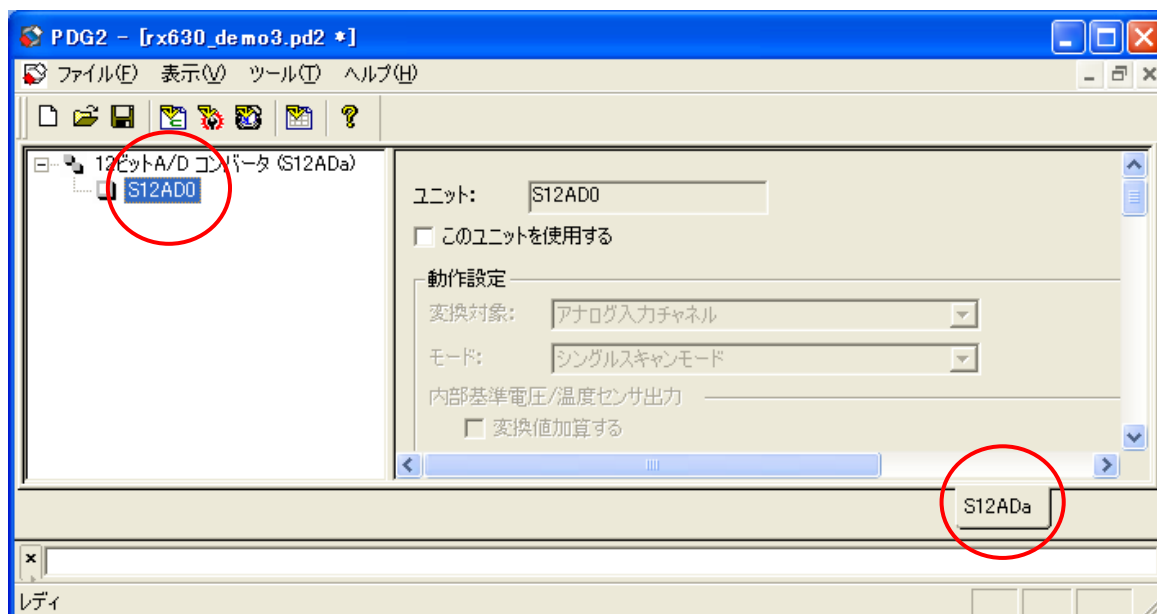 PDG2 - [rx630_demo3.pd2 *]
ファイル(F) 表示(V) ツール(T) ヘルプ(H)
12ビットA/D コンバータ (S12ADa)
S12AD0
ユニット: S12AD0
このユニットを使用する
動作設定
変換対象: アナログ入力チャネル
モード: シングルスキャンモード
内部基準電圧/温度センサ出力
変換値加算する
S12ADa
レディ